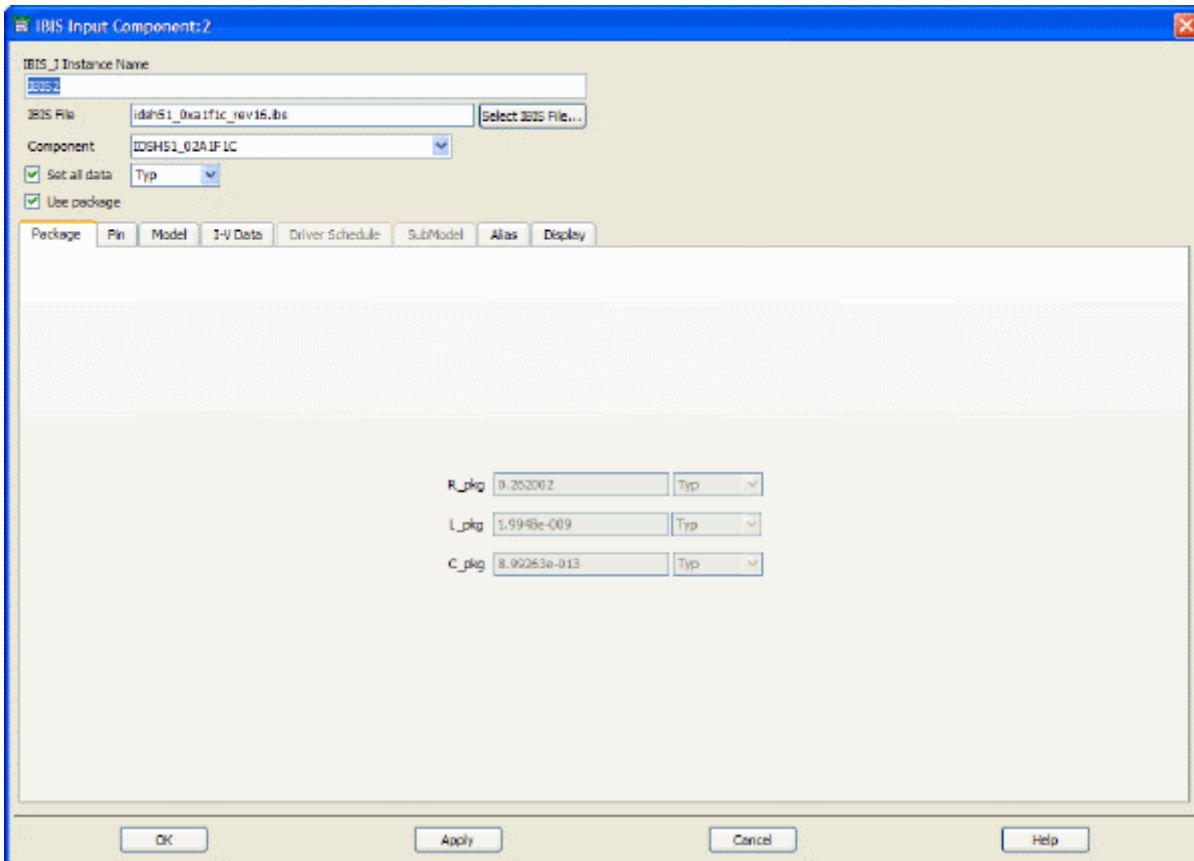 IBIS Input Component:2
IBIS_I Instance Name
IBIS2
IBIS File idsh51_0xa1f1c_rev16.ibs Select IBIS File...
Component IDSH51_02A1F1C
Set all data Typ
Use package
Package Pin Model I-V Data Driver Schedule SubModel Alias Display
R_pkg 0.262002 Typ
L_pkg 1.9948e-009 Typ
C_pkg 8.99263e-013 Typ
OK Apply Cancel Help